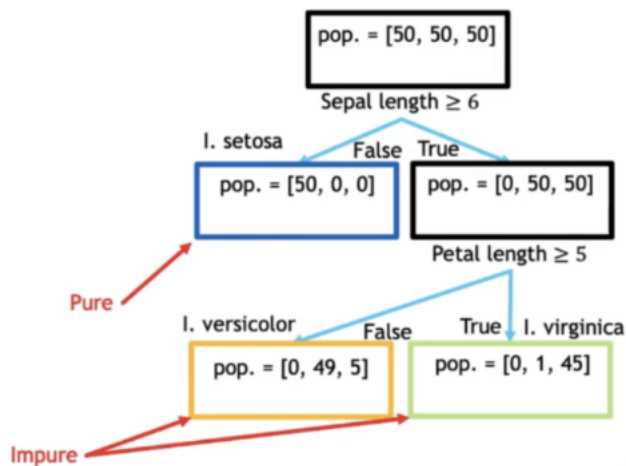 pop. = [50, 50, 50]
Sepal length ≥ 6
I. setosa
False True
pop. = [50, 0, 0]
pop. = [0, 50, 50]
Petal length ≥ 5
Pure
I. versicolor
False
True
I. virginica
pop. = [0, 49, 5]
pop. = [0, 1, 45]
Impure